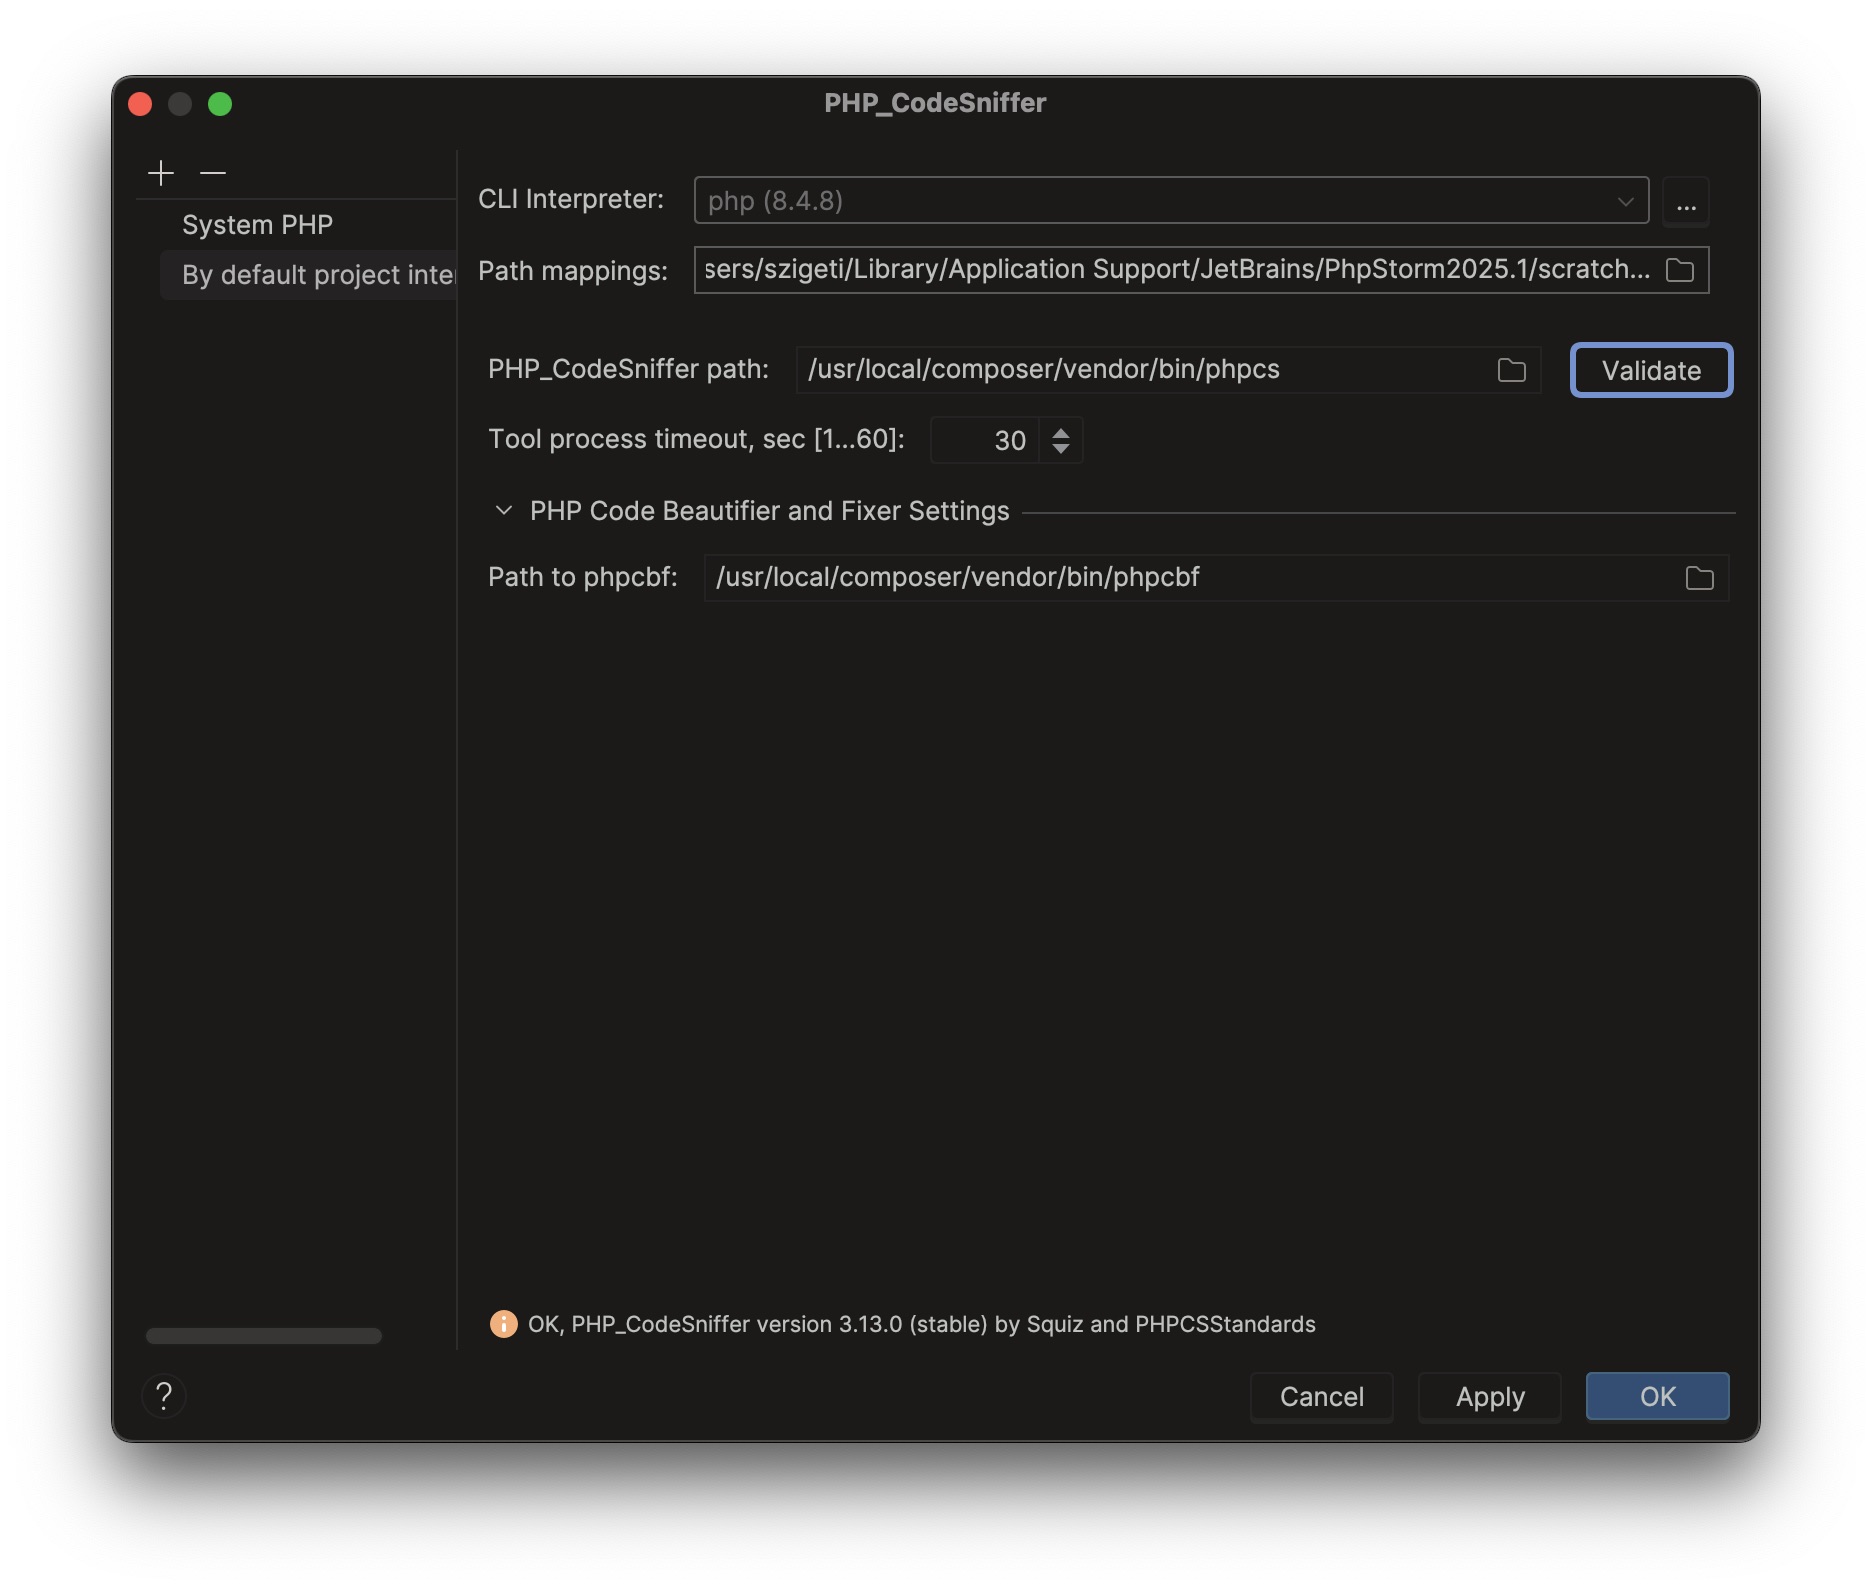 PHP_CodeSniffer
System PHP
By default project inter
CLI Interpreter: php (8.4.8) ...
Path mappings: sers/szigeti/Library/Application Support/JetBrains/PhpStorm2025.1/scratch...
PHP_CodeSniffer path: /usr/local/composer/vendor/bin/phpcs Validate
Tool process timeout, sec [1...60]: 30
PHP Code Beautifier and Fixer Settings
Path to phpcbf: /usr/local/composer/vendor/bin/phpcbf
OK, PHP_CodeSniffer version 3.13.0 (stable) by Squiz and PHPCSStandards
? Cancel Apply OK